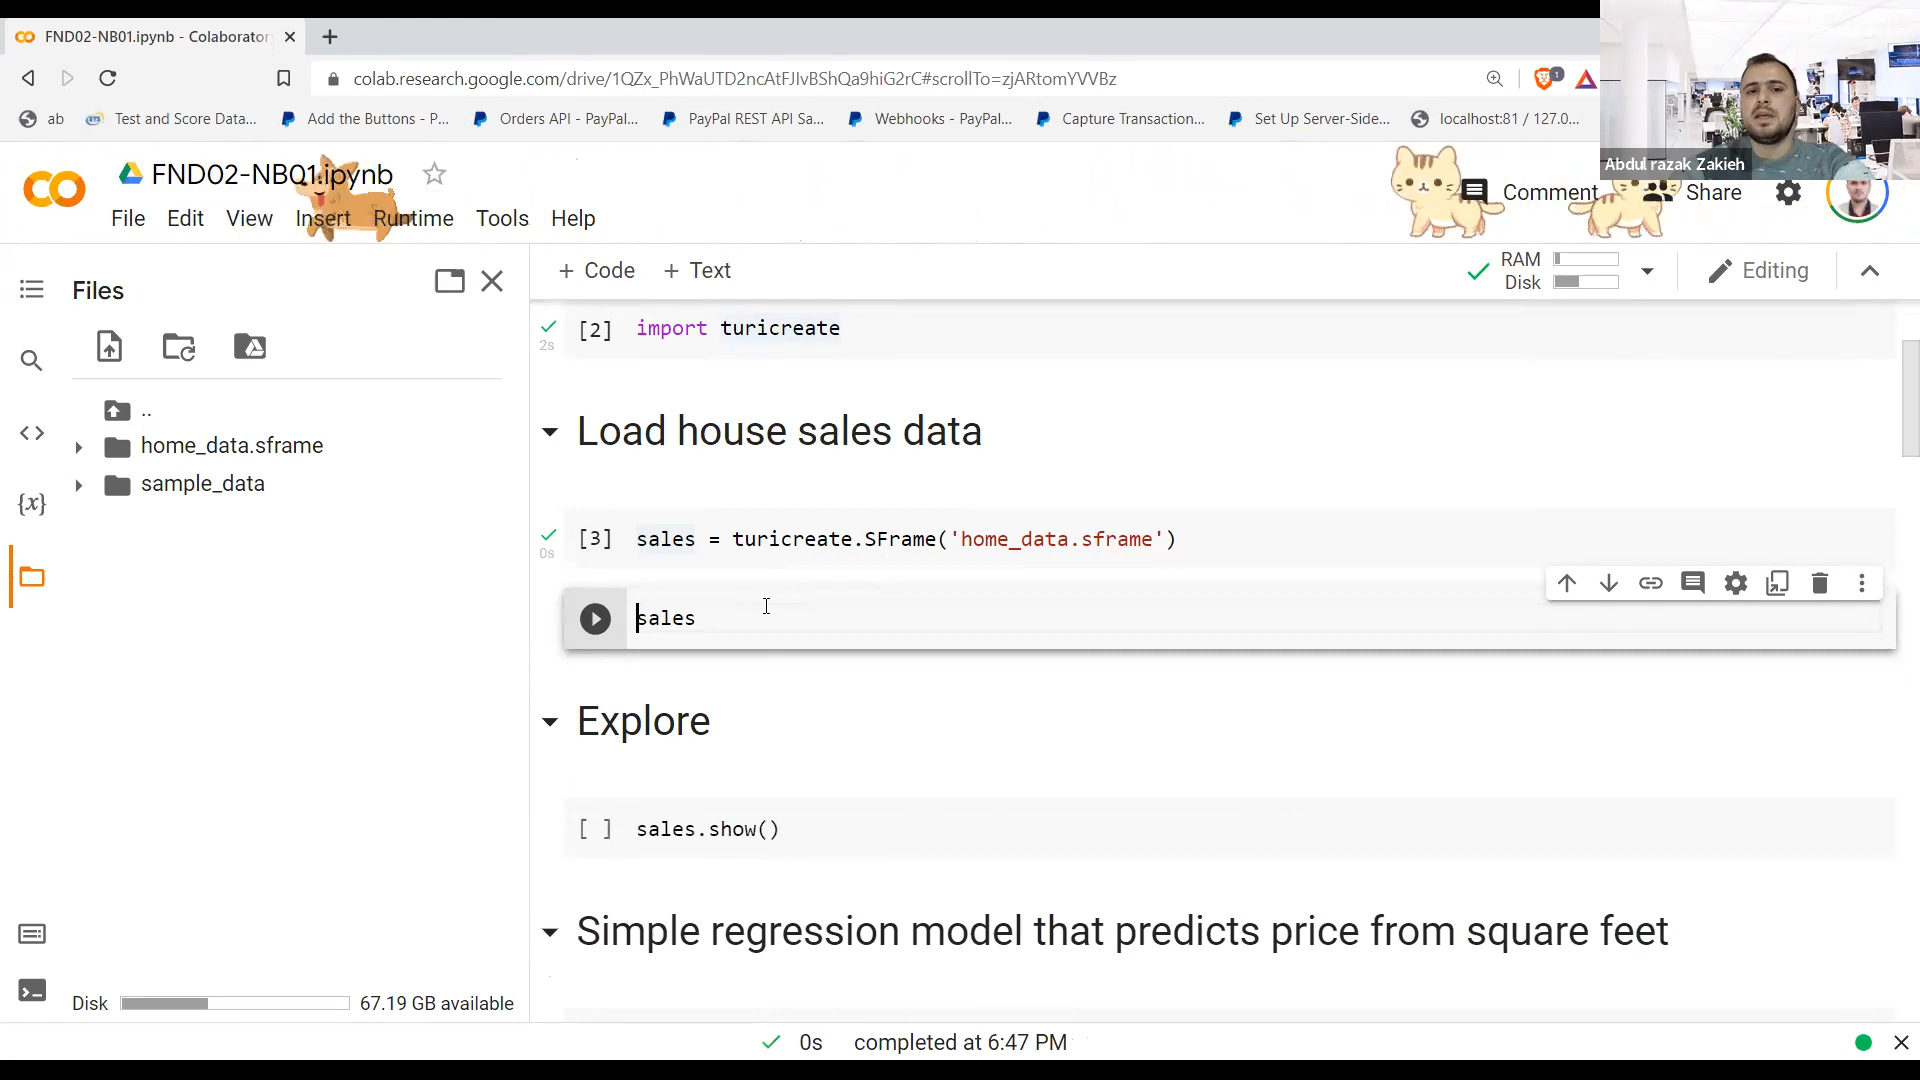 FND02-NB01.ipynb - Colaborator
colab.research.google.com/drive/1QZx_PhWaUTD2ncAtFJIvBShQa9hiG2rC#scrollTo=zjARtomYVVBz
1
ab
Test and Score Data...
Add the Buttons - P...
Orders API - PayPal...
PayPal REST API Sa...
Webhooks - PayPal...
Capture Transaction...
Set Up Server-Side...
localhost:81 / 127.0...
Abdul razak Zakieh
FND02-NB01.ipynb
Comment
Share
File Edit View Insert Runtime Tools Help
Files
+ Code
+ Text
RAM
Disk
Editing
..
home_data.sframe
sample_data
[2] import turicreate
2s
Load house sales data
[3] sales = turicreate.SFrame('home_data.sframe')
0s
sales
Explore
[ ] sales.show()
Simple regression model that predicts price from square feet
Disk
67.19 GB available
0s completed at 6:47 PM